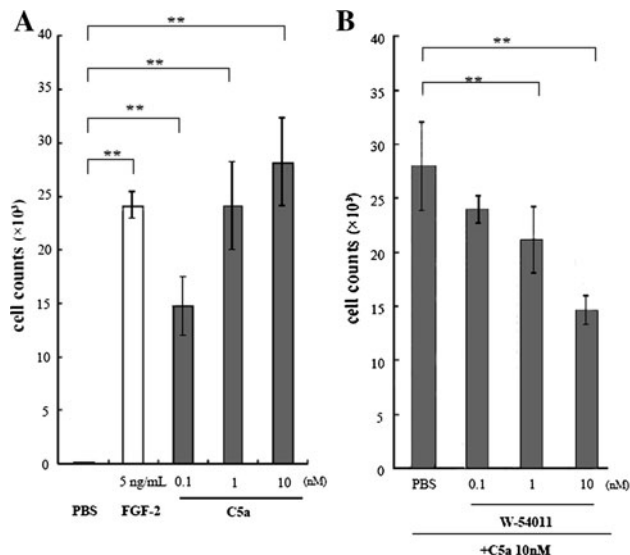 A
**
**
**
**
40
35
30
25
20
15
10
5
0
cell counts (×10³)
5 ng/mL 0.1 1 10 (nM)
PBS FGF-2 C5a
B
**
**
40
35
30
25
20
15
10
5
0
cell counts (×10³)
PBS 0.1 1 10 (nM)
W-54011
+C5a 10nM